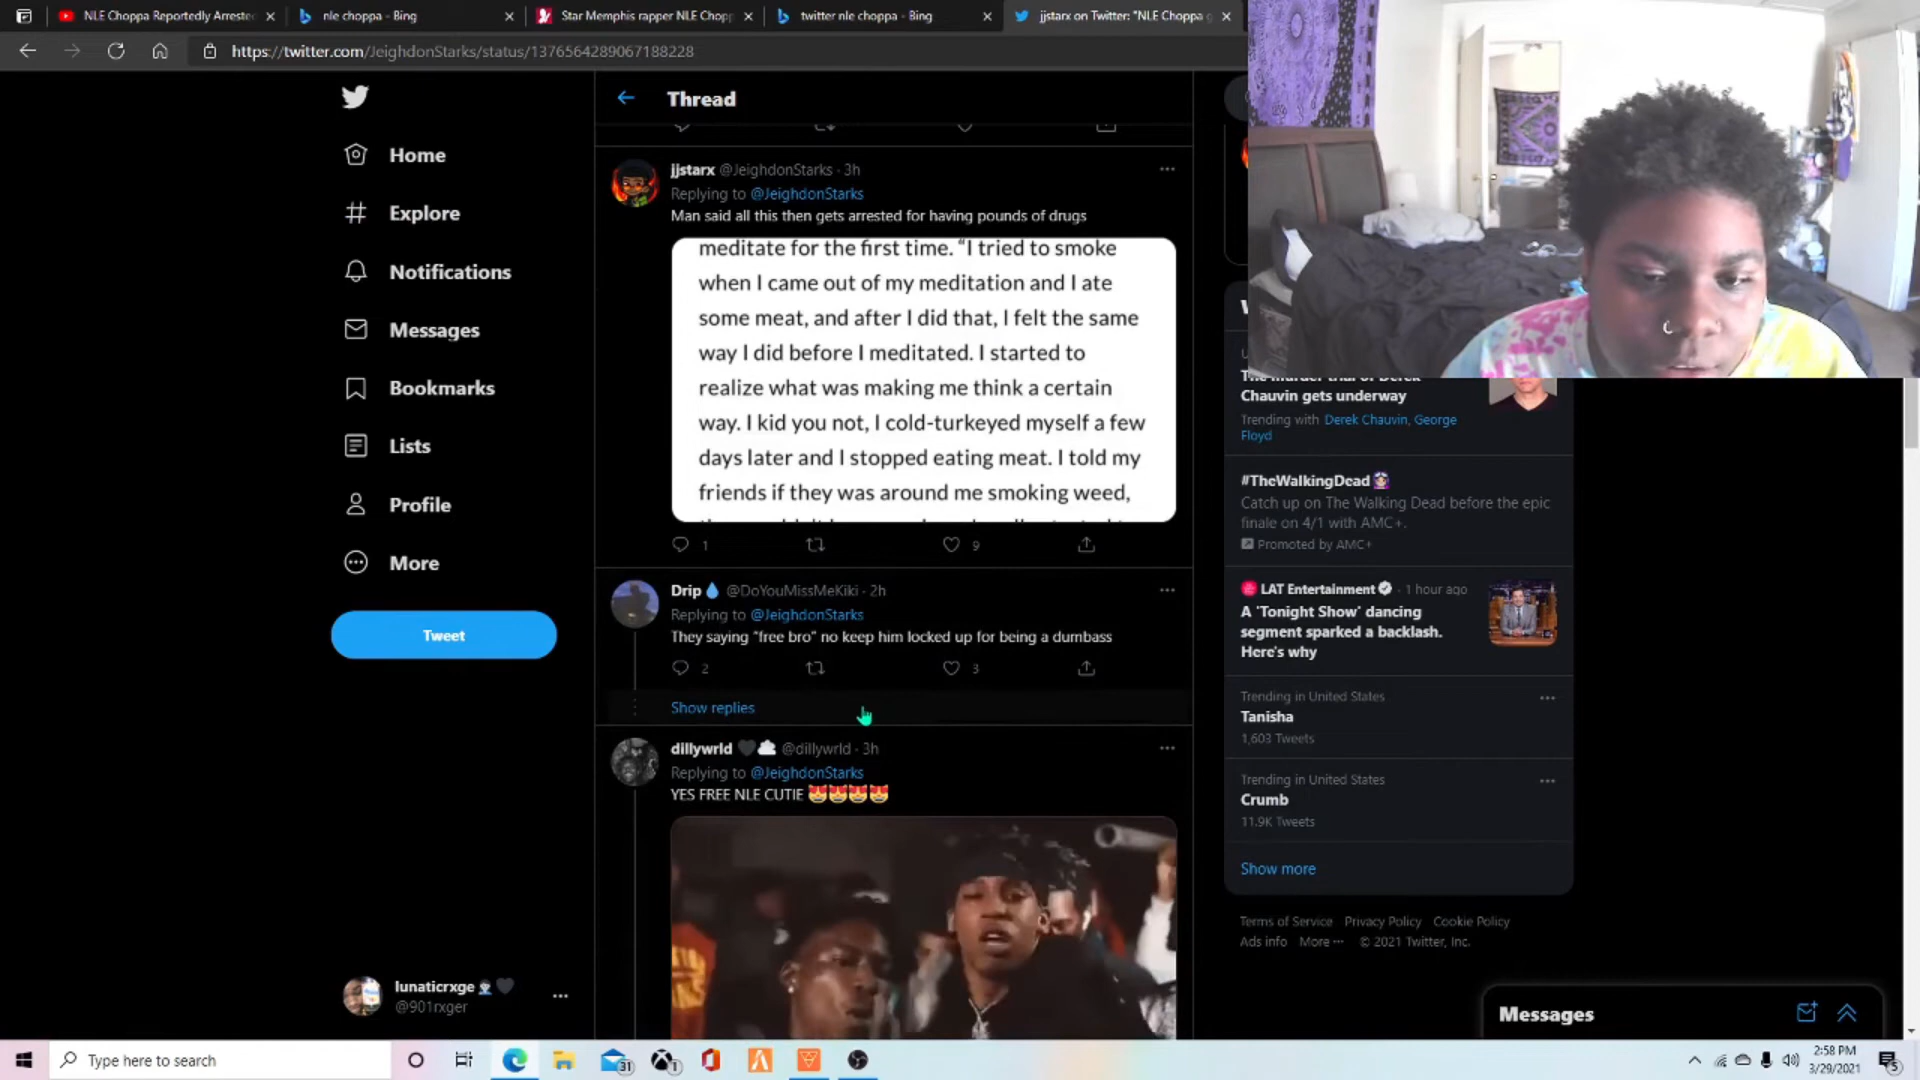 NLE Choppa Reportedly Arreste
nle choppa - Bing
Star Memphis rapper NLE Chopp
twitter nle choppa - Bing
jjstarx on Twitter: "NLE Choppa g
https://twitter.com/JeighdonStarks/status/1376564289067188228
Home
Explore
Notifications
Messages
Bookmarks
Lists
Profile
More
Tweet
lunaticrxge
@901rxger
Thread
jjstarx @JeighdonStarks · 3h
Replying to @JeighdonStarks
Man said all this then gets arrested for having pounds of drugs
meditate for the first time. “I tried to smoke
when I came out of my meditation and I ate
some meat, and after I did that, I felt the same
way I did before I meditated. I started to
realize what was making me think a certain
way. I kid you not, I cold-turkeyed myself a few
days later and I stopped eating meat. I told my
friends if they was around me smoking weed,
1 9
Drip @DoYouMissMeKiki · 2h
Replying to @JeighdonStarks
They saying "free bro" no keep him locked up for being a dumbass
2 3
Show replies
dillywrld @dillywrld · 3h
Replying to @JeighdonStarks
YES FREE NLE CUTIE
The murder trial of Derek
Chauvin gets underway
Trending with Derek Chauvin, George
Floyd
#TheWalkingDead
Catch up on The Walking Dead before the epic
finale on 4/1 with AMC+.
Promoted by AMC+
LAT Entertainment · 1 hour ago
A 'Tonight Show' dancing
segment sparked a backlash.
Here's why
Trending in United States
Tanisha
1,603 Tweets
Trending in United States
Crumb
11.9K Tweets
Show more
Terms of Service Privacy Policy Cookie Policy
Ads info More ··· © 2021 Twitter, Inc.
Messages
Type here to search
31
1
2:58 PM
3/29/2021
5